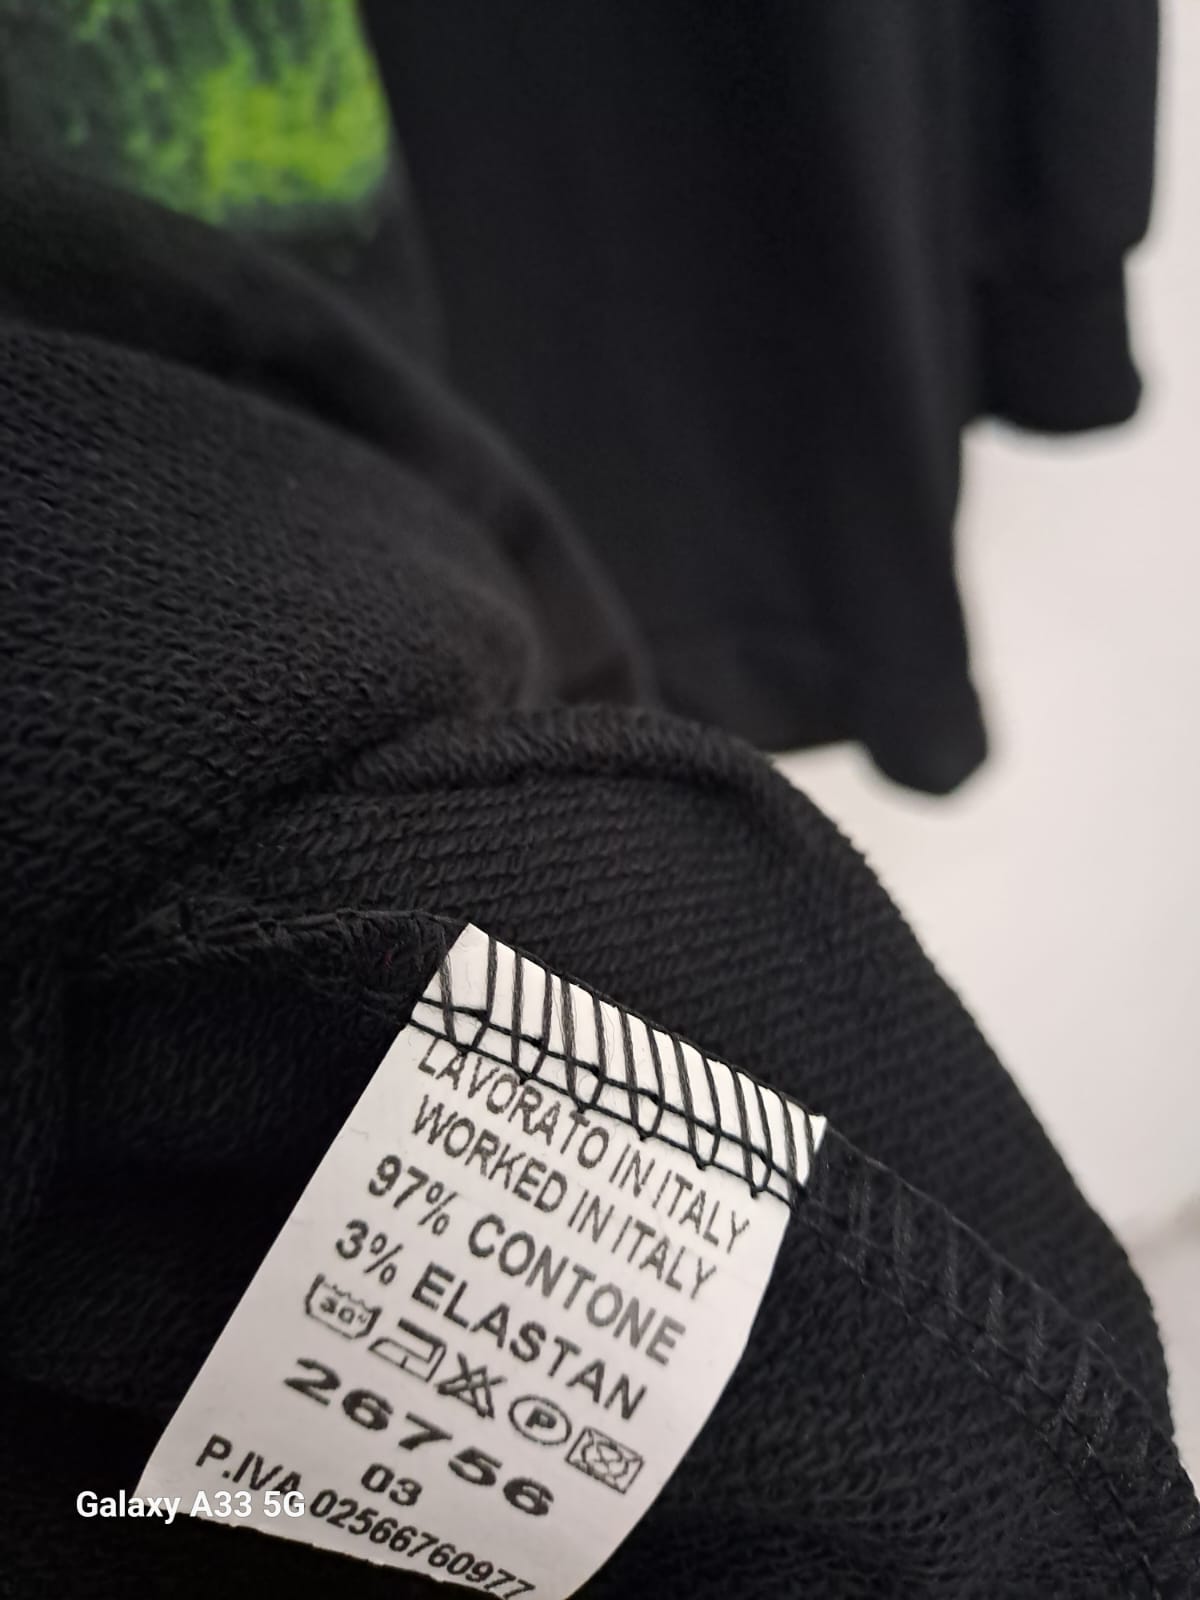 LAVORATO IN ITALY
WORKED IN ITALY
97% CONTONE
3% ELASTAN
30°
P
26756
03
P.IVA 02566760977
Galaxy A33 5G